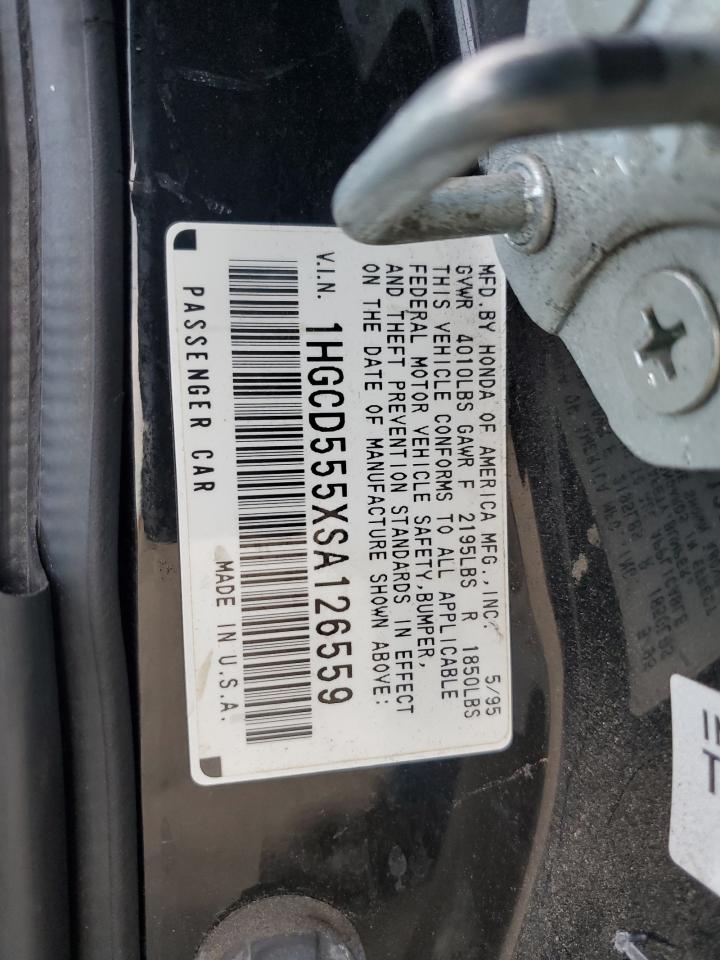 MFD. BY HONDA OF AMERICA MFG., INC. 5/95
GVWR 4010LBS GAWR F 2195LBS R 1850LBS
THIS VEHICLE CONFORMS TO ALL APPLICABLE
FEDERAL MOTOR VEHICLE SAFETY, BUMPER,
AND THEFT PREVENTION STANDARDS IN EFFECT
ON THE DATE OF MANUFACTURE SHOWN ABOVE:
V.I.N. 1HGCD555XSA126559
PASSENGER CAR MADE IN U.S.A.